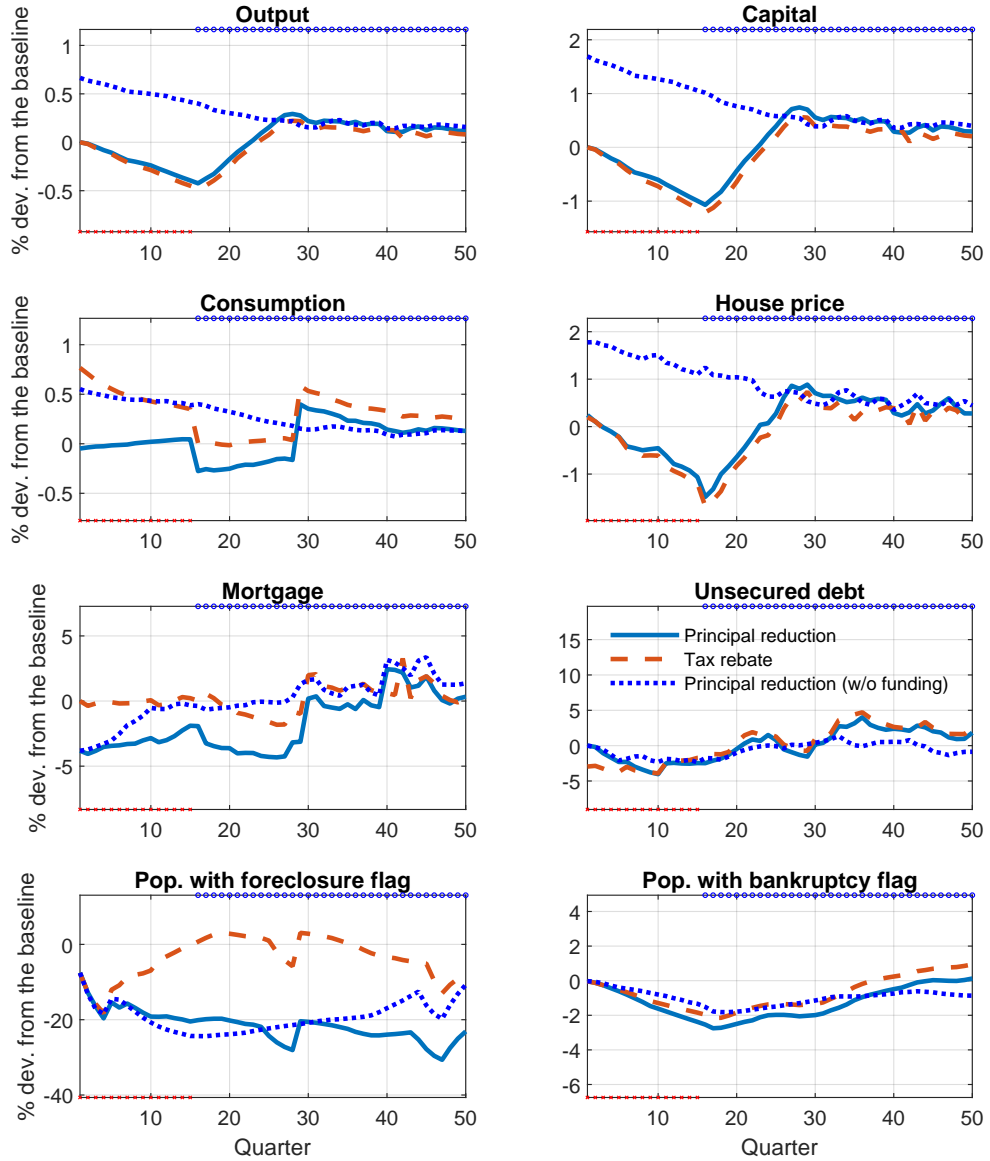 Output
Capital
% dev. from the baseline
1
0.5
0
-0.5
10 20 30 40 50
2
1
0
-1
10 20 30 40 50
Consumption
House price
% dev. from the baseline
1
0.5
0
-0.5
10 20 30 40 50
2
1
0
-1
10 20 30 40 50
Mortgage
Unsecured debt
% dev. from the baseline
5
0
-5
10 20 30 40 50
15
10
5
0
-5
Principal reduction
Tax rebate
Principal reduction (w/o funding)
10 20 30 40 50
Pop. with foreclosure flag
Pop. with bankruptcy flag
% dev. from the baseline
0
-20
-40
10 20 30 40 50
Quarter
4
2
0
-2
-4
-6
10 20 30 40 50
Quarter